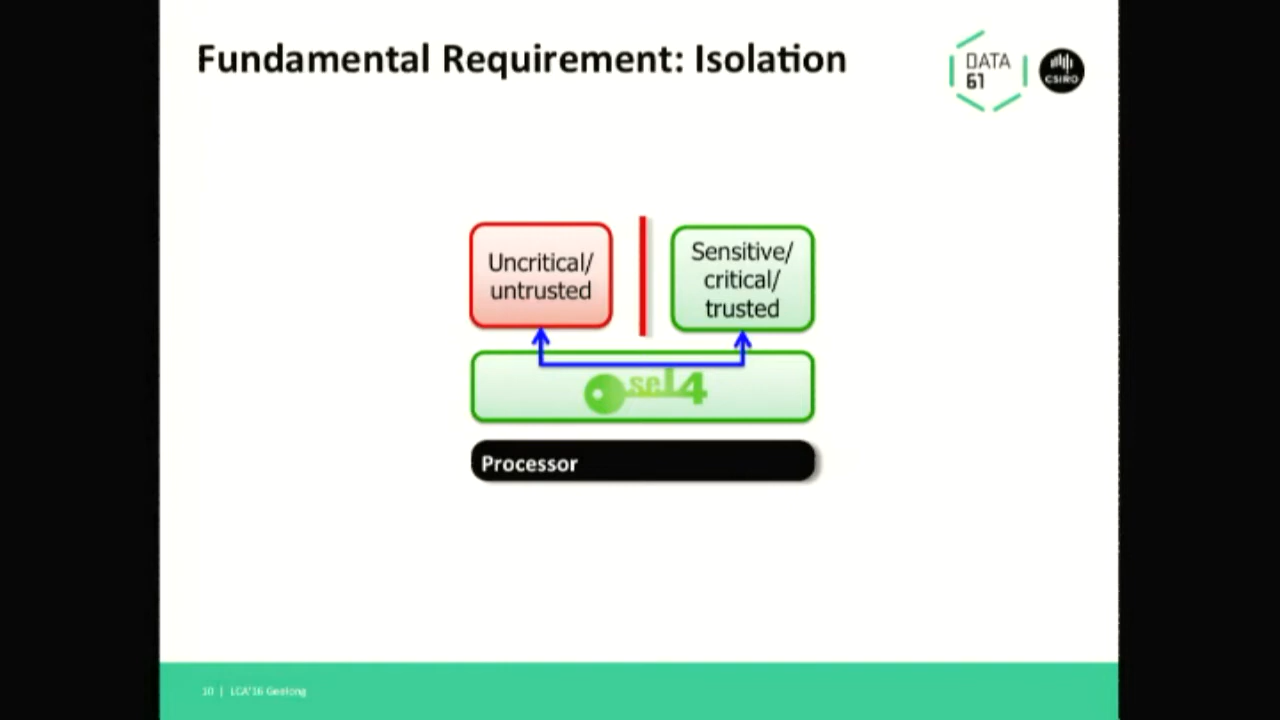 Fundamental Requirement: Isolation
DATA
61
CSIRO
Uncritical/
untrusted
Sensitive/
critical/
trusted
seL4
Processor
10 | LCA'16 Geelong